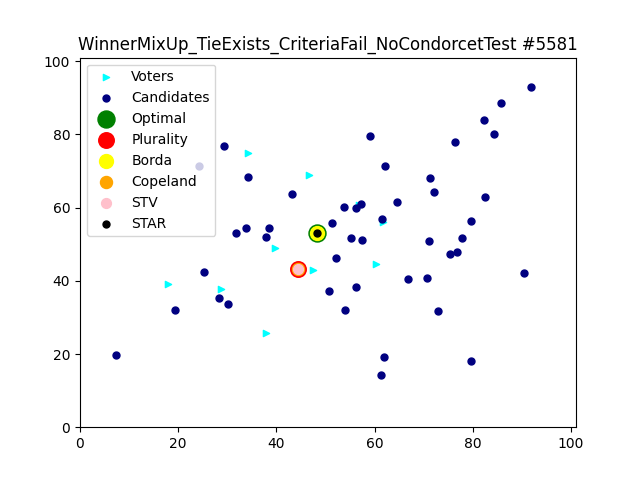 WinnerMixUp_TieExists_CriteriaFail_NoCondorcetTest #5581
100
80
60
40
20
0
Voters
Candidates
Optimal
Plurality
Borda
Copeland
STV
STAR
0 20 40 60 80 100